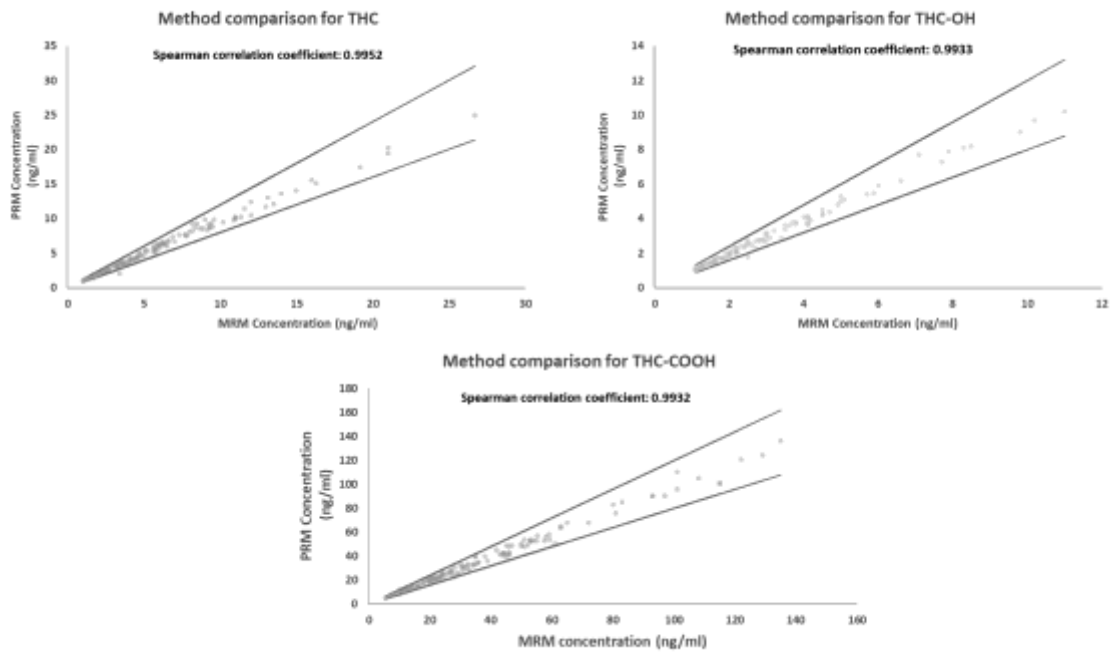 Method comparison for THC
Spearman correlation coefficient: 0.9952
35
30
25
20
15
10
5
0
PRM Concentration
(ng/ml)
0 5 10 15 20 25 30
MRM Concentration (ng/ml)
Method comparison for THC-OH
Spearman correlation coefficient: 0.9933
14
12
10
8
6
4
2
0
PRM Concentration
(ng/ml)
0 2 4 6 8 10 12
MRM Concentration (ng/ml)
Method comparison for THC-COOH
Spearman correlation coefficient: 0.9932
180
160
140
120
100
80
60
40
20
0
PRM Concentration
(ng/ml)
0 20 40 60 80 100 120 140 160
MRM concentration (ng/ml)